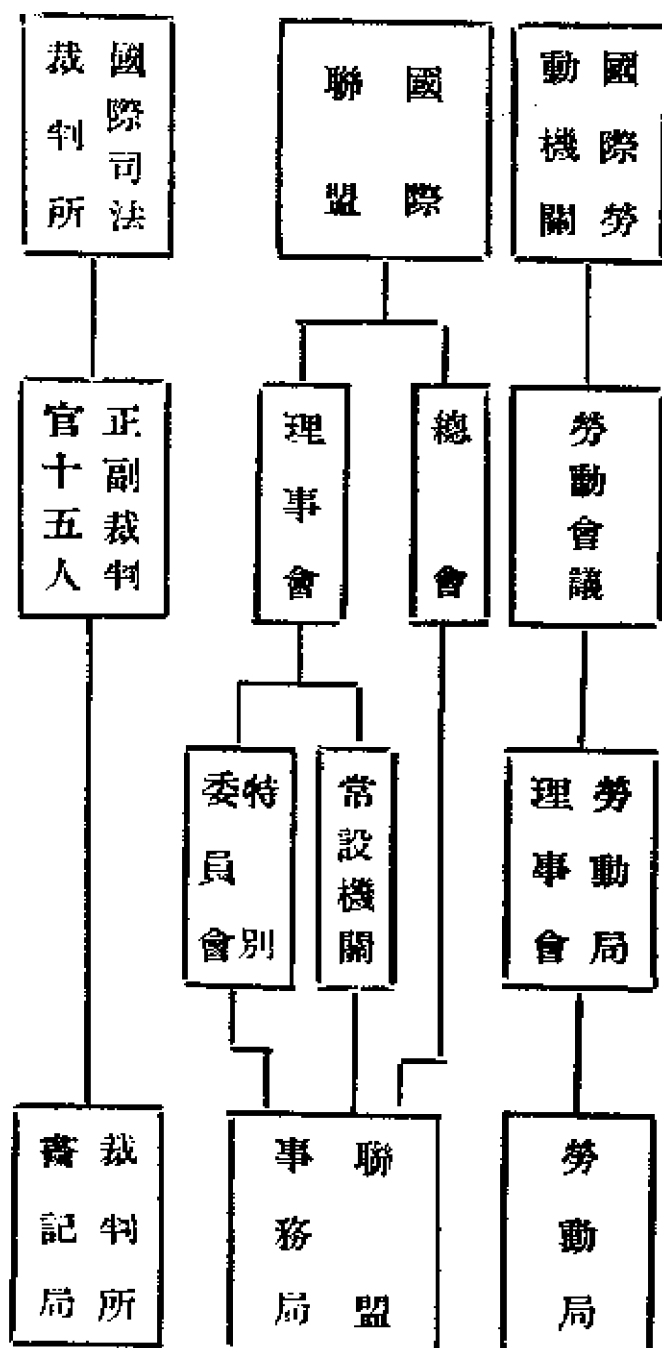 國際勞
動機關
勞動會議
勞動局
理事會
勞動局
國際
聯盟
總會
理事會
常設機關
特別
委員會
聯盟
事務局
國際司法
裁判所
正副裁判
官十五人
裁判所
書記局